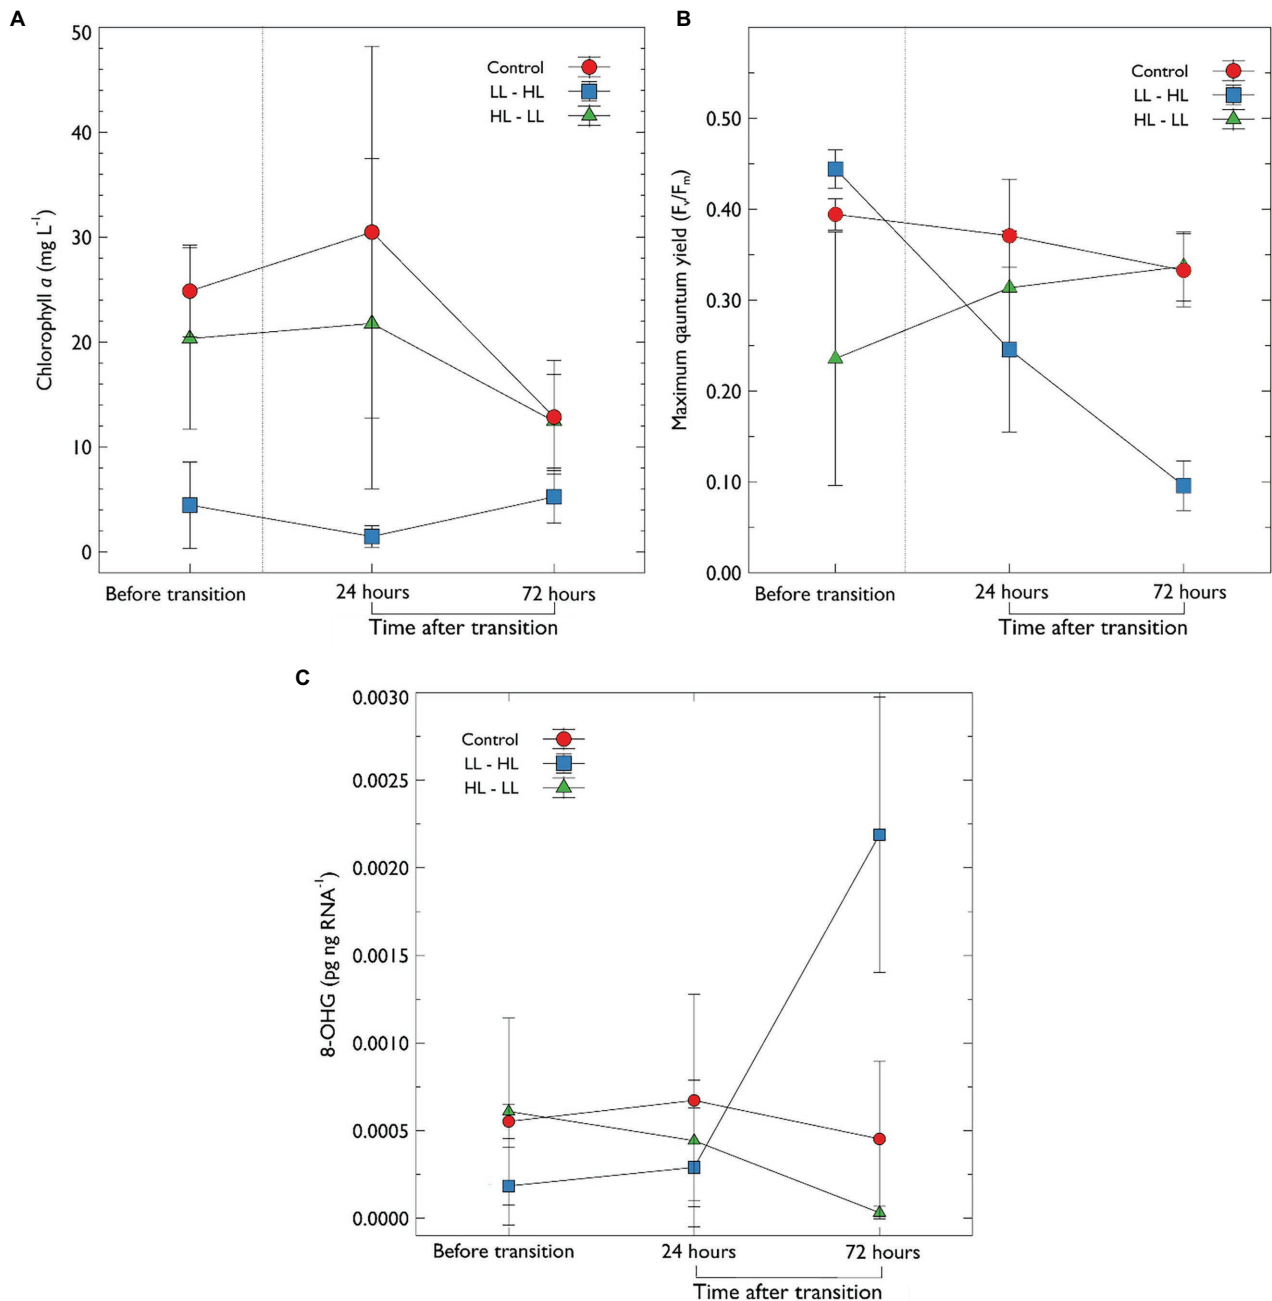 A
Chlorophyll a (mg L⁻¹)
50
40
30
20
10
0
Control
LL - HL
HL - LL
Before transition
24 hours
72 hours
Time after transition
B
Maximum qauntum yield (Fᵥ/Fₘ)
0.50
0.40
0.30
0.20
0.10
0.00
Control
LL - HL
HL - LL
Before transition
24 hours
72 hours
Time after transition
C
8-OHG (pg ng RNA⁻¹)
0.0030
0.0025
0.0020
0.0015
0.0010
0.0005
0.0000
Control
LL - HL
HL - LL
Before transition
24 hours
72 hours
Time after transition